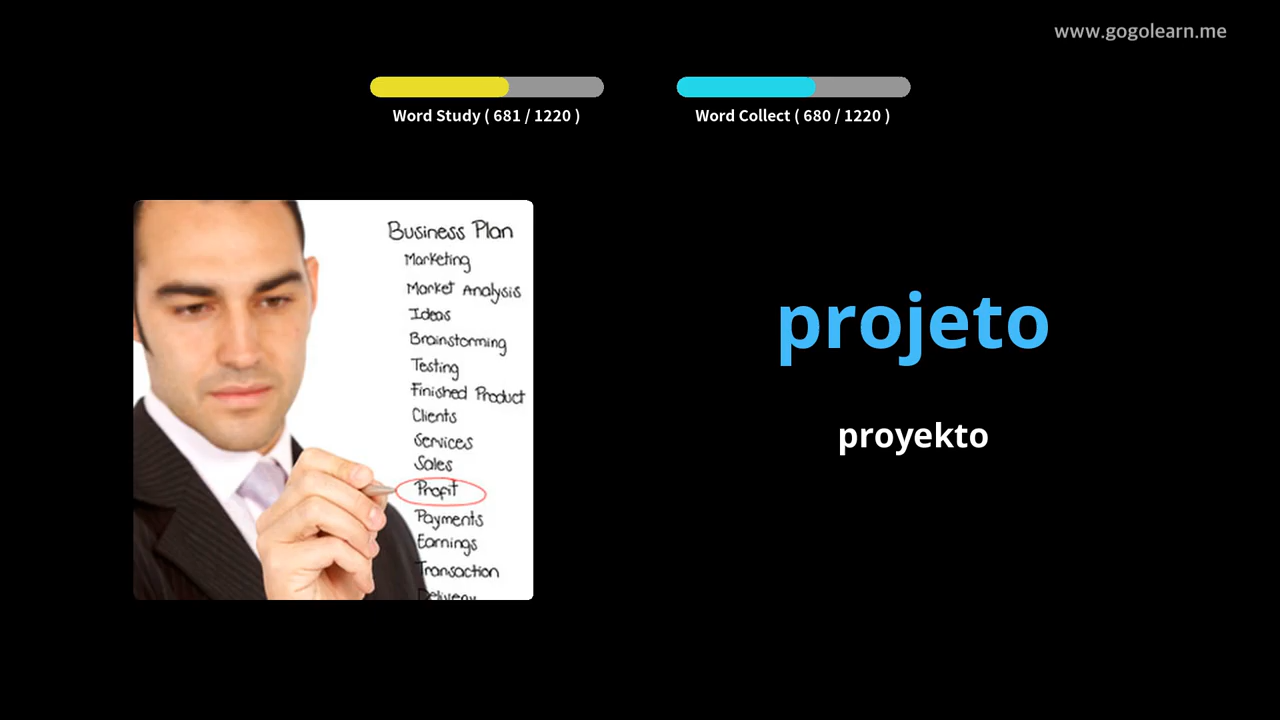 www.gogolearn.me
Word Study ( 681 / 1220 )
Word Collect ( 680 / 1220 )
Business Plan
Marketing
Market Analysis
Ideas
Brainstorming
Testing
Finished Product
Clients
Services
Sales
Profit
Payments
Earnings
Transaction
Delivery
projeto
proyekto